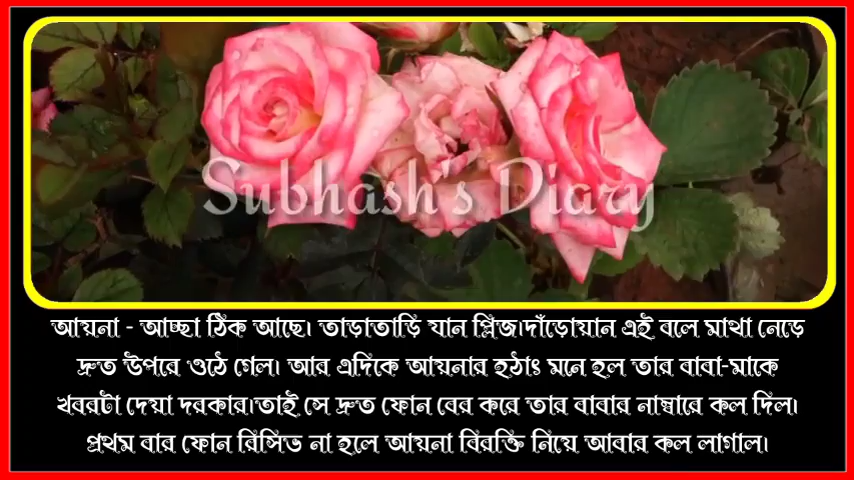 Subhash's Diary
আয়না - আচ্ছা ঠিক আছে। তাড়াতাড়ি যান প্লিজ।দাঁড়োয়ান এই বলে মাথা নেড়ে
দ্রুত উপরে ওঠে গেল। আর এদিকে আয়নার হঠাৎ মনে হল তার বাবা-মাকে
খবরটা দেয়া দরকার।তাই সে দ্রুত ফোন বের করে তার বাবার নাম্বারে কল দিল।
প্রথম বার ফোন রিসিভ না হলে আয়না বিরক্তি নিয়ে আবার কল লাগাল।